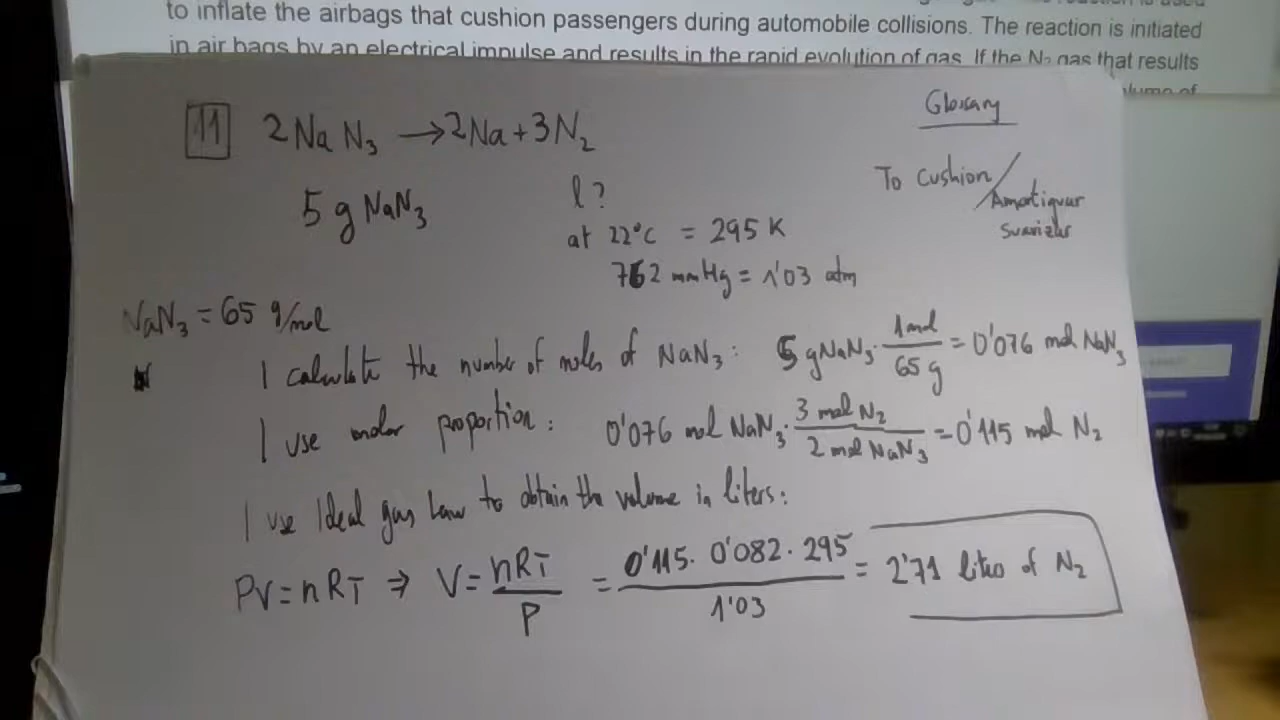 to inflate the airbags that cushion passengers during automobile collisions. The reaction is initiated
in air bags by an electrical impulse and results in the rapid evolution of gas. If the N₂ gas that results
Glossary
11 2 Na N₃ → 2Na + 3N₂
To Cushion / Amortiguar
suavizar
5 g NaN₃ l?
at 22°C = 295 K
762 mmHg = 1'03 atm
NaN₃ = 65 g/mol
I calculate the number of moles of NaN₃: 5 gNaN₃ · 1 mol / 65 g = 0'076 mol NaN₃
I use molar proportion: 0'076 mol NaN₃ · 3 mol N₂ / 2 mol NaN₃ = 0'115 mol N₂
I use Ideal gas law to obtain the volume in liters:
PV = nRT ⇒ V = nRT / P = 0'115 · 0'082 · 295 / 1'03 = 2'71 litros of N₂